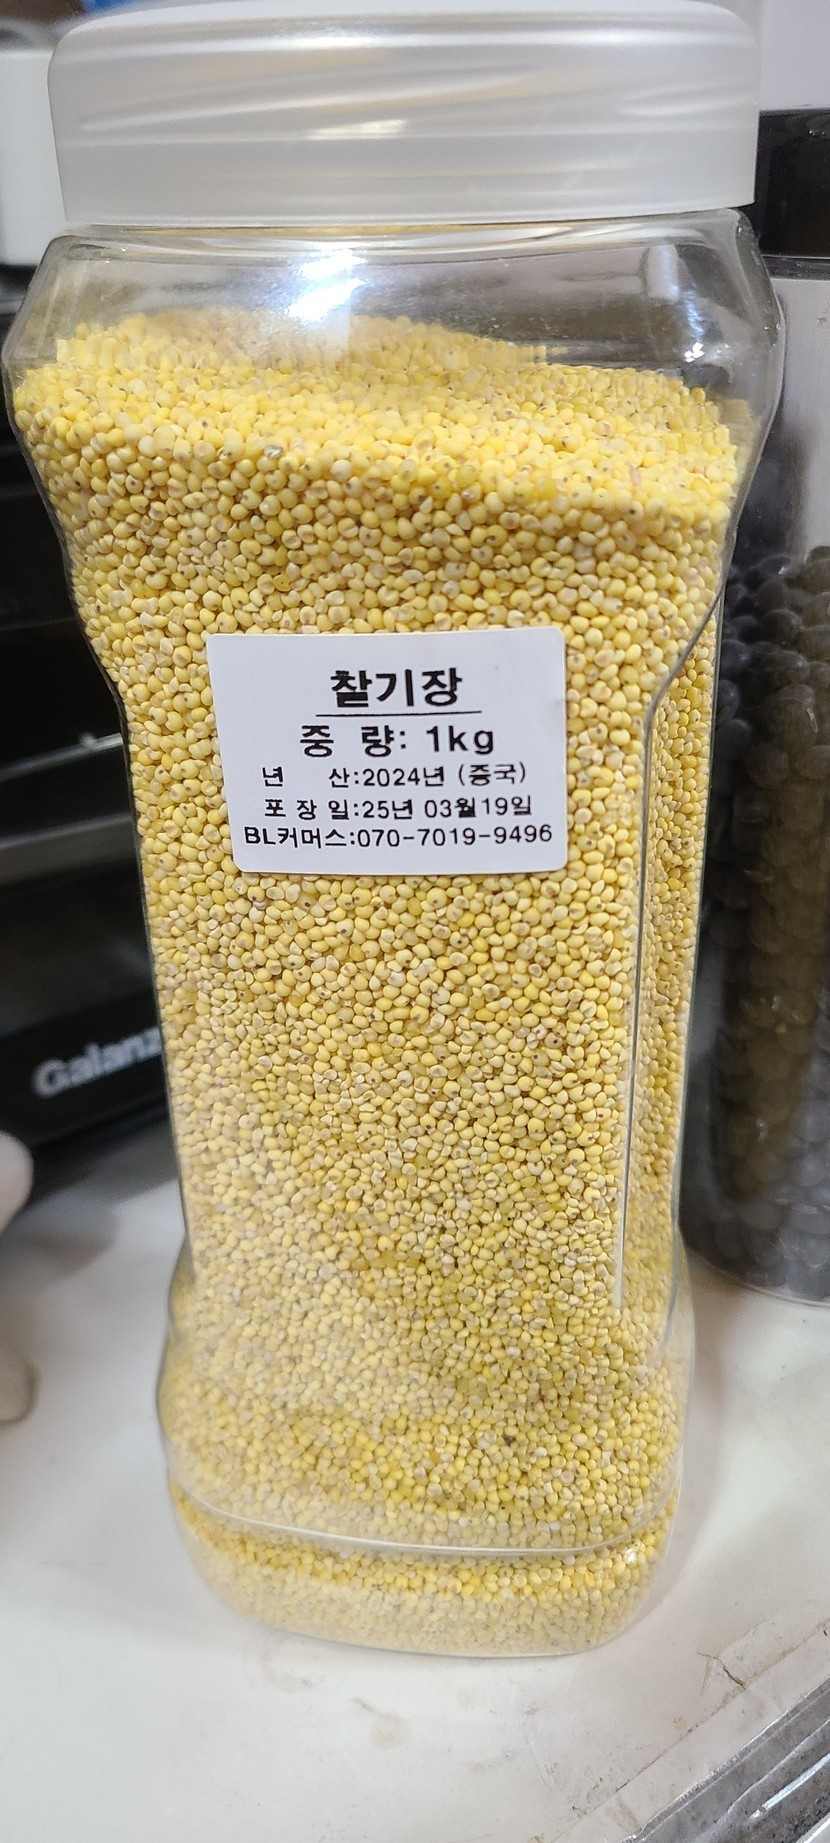 찰기장
중 량: 1kg
년 산:2024년 (중국)
포 장 일:25년 03월19일
BL커머스:070-7019-9496
Galanz